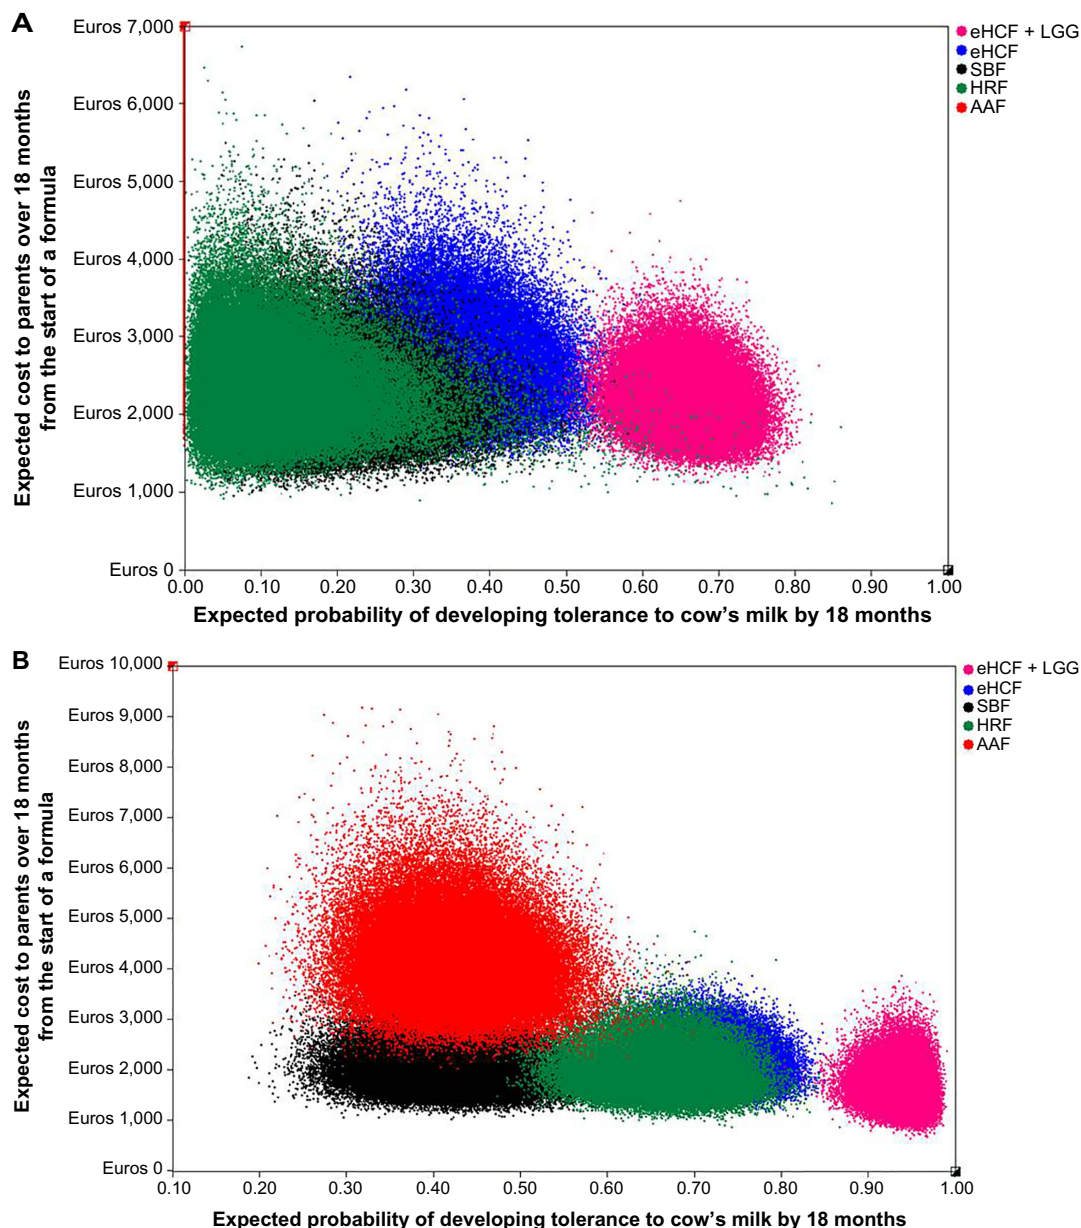 A
Euros 7,000
Euros 6,000
Euros 5,000
Euros 4,000
Euros 3,000
Euros 2,000
Euros 1,000
Euros 0
Expected cost to parents over 18 months
from the start of a formula
0.00 0.10 0.20 0.30 0.40 0.50 0.60 0.70 0.80 0.90 1.00
Expected probability of developing tolerance to cow's milk by 18 months
eHCF + LGG
eHCF
SBF
HRF
AAF
B
Euros 10,000
Euros 9,000
Euros 8,000
Euros 7,000
Euros 6,000
Euros 5,000
Euros 4,000
Euros 3,000
Euros 2,000
Euros 1,000
Euros 0
Expected cost to parents over 18 months
from the start of a formula
0.10 0.20 0.30 0.40 0.50 0.60 0.70 0.80 0.90 1.00
Expected probability of developing tolerance to cow's milk by 18 months
eHCF + LGG
eHCF
SBF
HRF
AAF